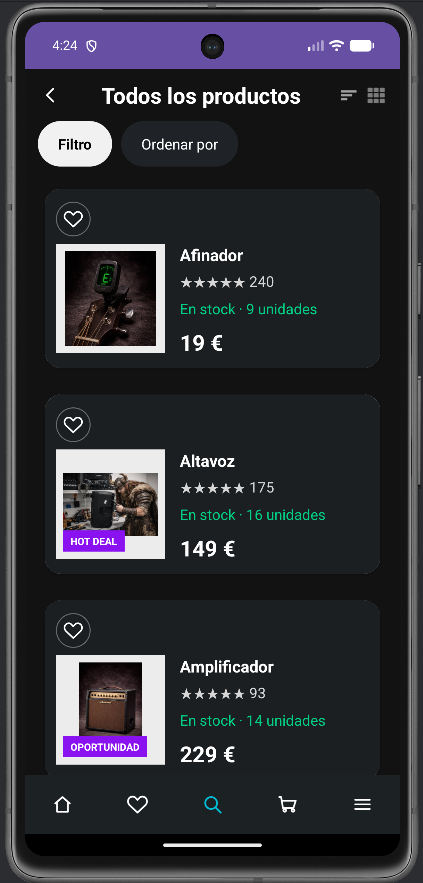 4:24
Todos los productos
Filtro
Ordenar por
Afinador
★★★★★ 240
En stock · 9 unidades
19 €
Altavoz
★★★★★ 175
En stock · 16 unidades
149 €
HOT DEAL
Amplificador
★★★★★ 93
En stock · 14 unidades
229 €
OPORTUNIDAD